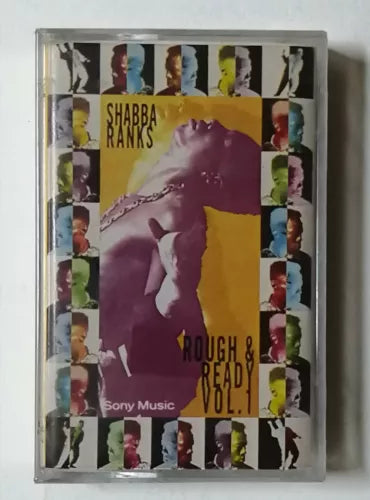 SHABBA
RANKS
ROUGH &
READY
VOL.1
Sony Music